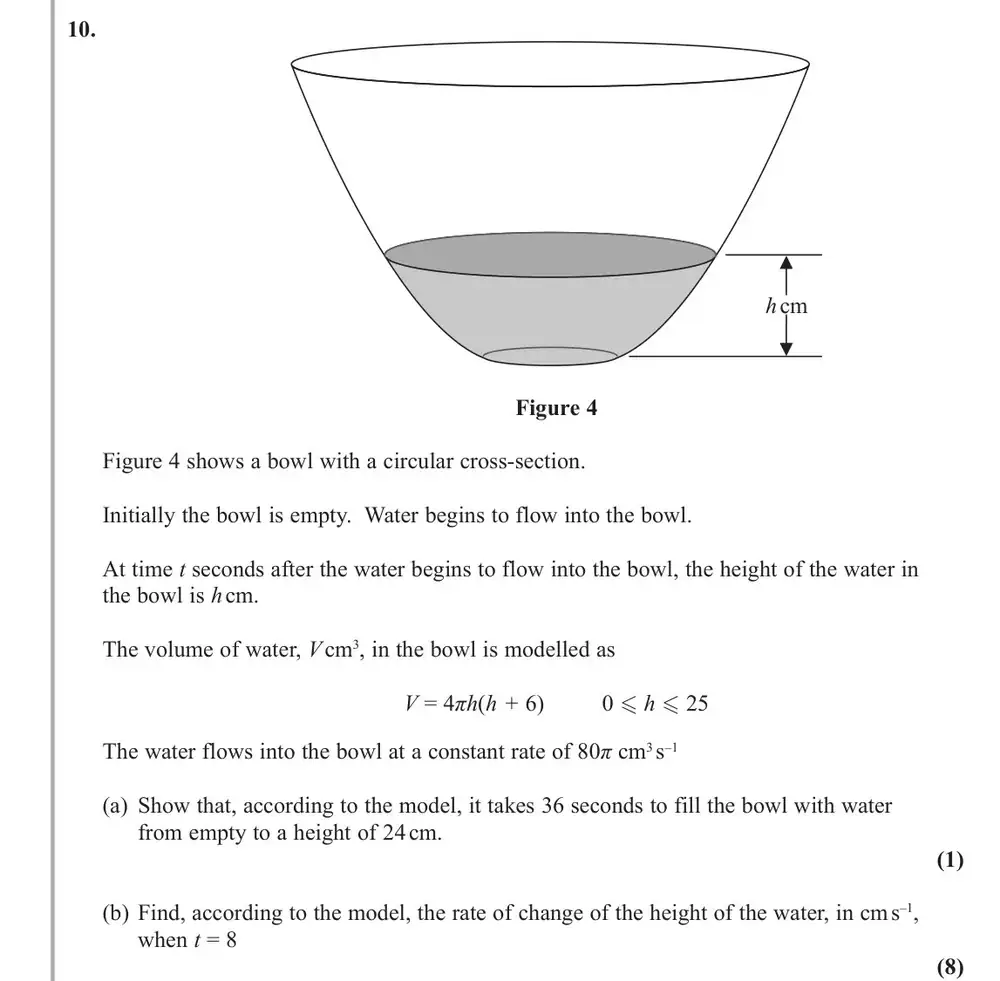 10.
h cm
Figure 4
Figure 4 shows a bowl with a circular cross-section.
Initially the bowl is empty. Water begins to flow into the bowl.
At time t seconds after the water begins to flow into the bowl, the height of the water in
the bowl is h cm.
The volume of water, V cm³, in the bowl is modelled as
V = 4πh(h + 6) 0 ⩽ h ⩽ 25
The water flows into the bowl at a constant rate of 80π cm³ s⁻¹
(a) Show that, according to the model, it takes 36 seconds to fill the bowl with water
from empty to a height of 24 cm.
(1)
(b) Find, according to the model, the rate of change of the height of the water, in cm s⁻¹,
when t = 8
(8)